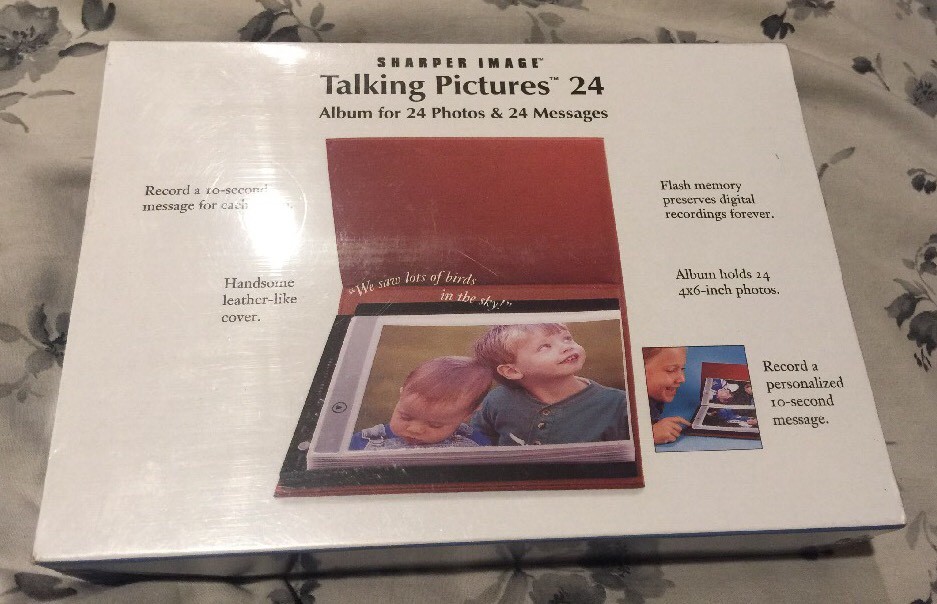 SHARPER IMAGE™
Talking Pictures™ 24
Album for 24 Photos & 24 Messages
Record a 10-second
message for each
Handsome
leather-like
cover.
"We saw lots of birds
in the sky!"
Flash memory
preserves digital
recordings forever.
Album holds 24
4x6-inch photos.
Record a
personalized
10-second
message.